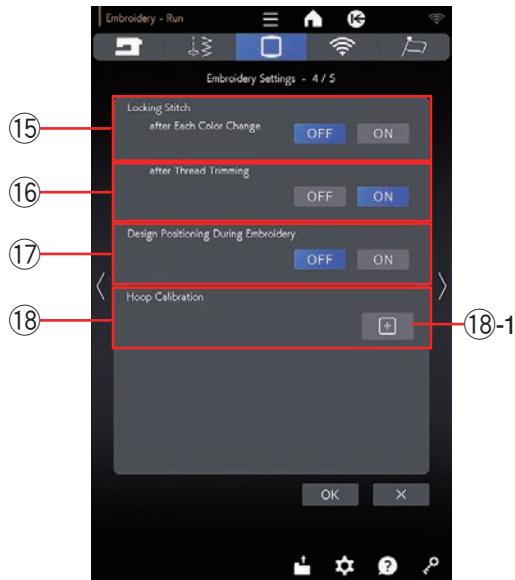 Embroidery - Run
Embroidery Settings - 4 / 5
Locking Stitch
⑮ after Each Color Change OFF ON
after Thread Trimming
⑯ OFF ON
⑰ Design Positioning During Embroidery
OFF ON
⑱ Hoop Calibration
⑱-1
OK ×